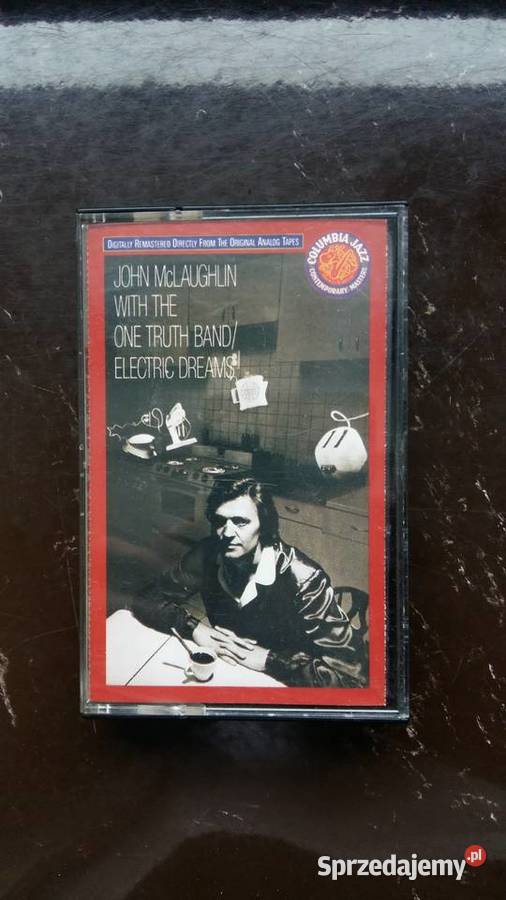 DIGITALLY REMASTERED DIRECTLY FROM THE ORIGINAL ANALOG TAPES
COLUMBIA JAZZ
CONTEMPORARY MASTERS
JOHN McLAUGHLIN
WITH THE
ONE TRUTH BAND/
ELECTRIC DREAMS
Sprzedajemy.pl